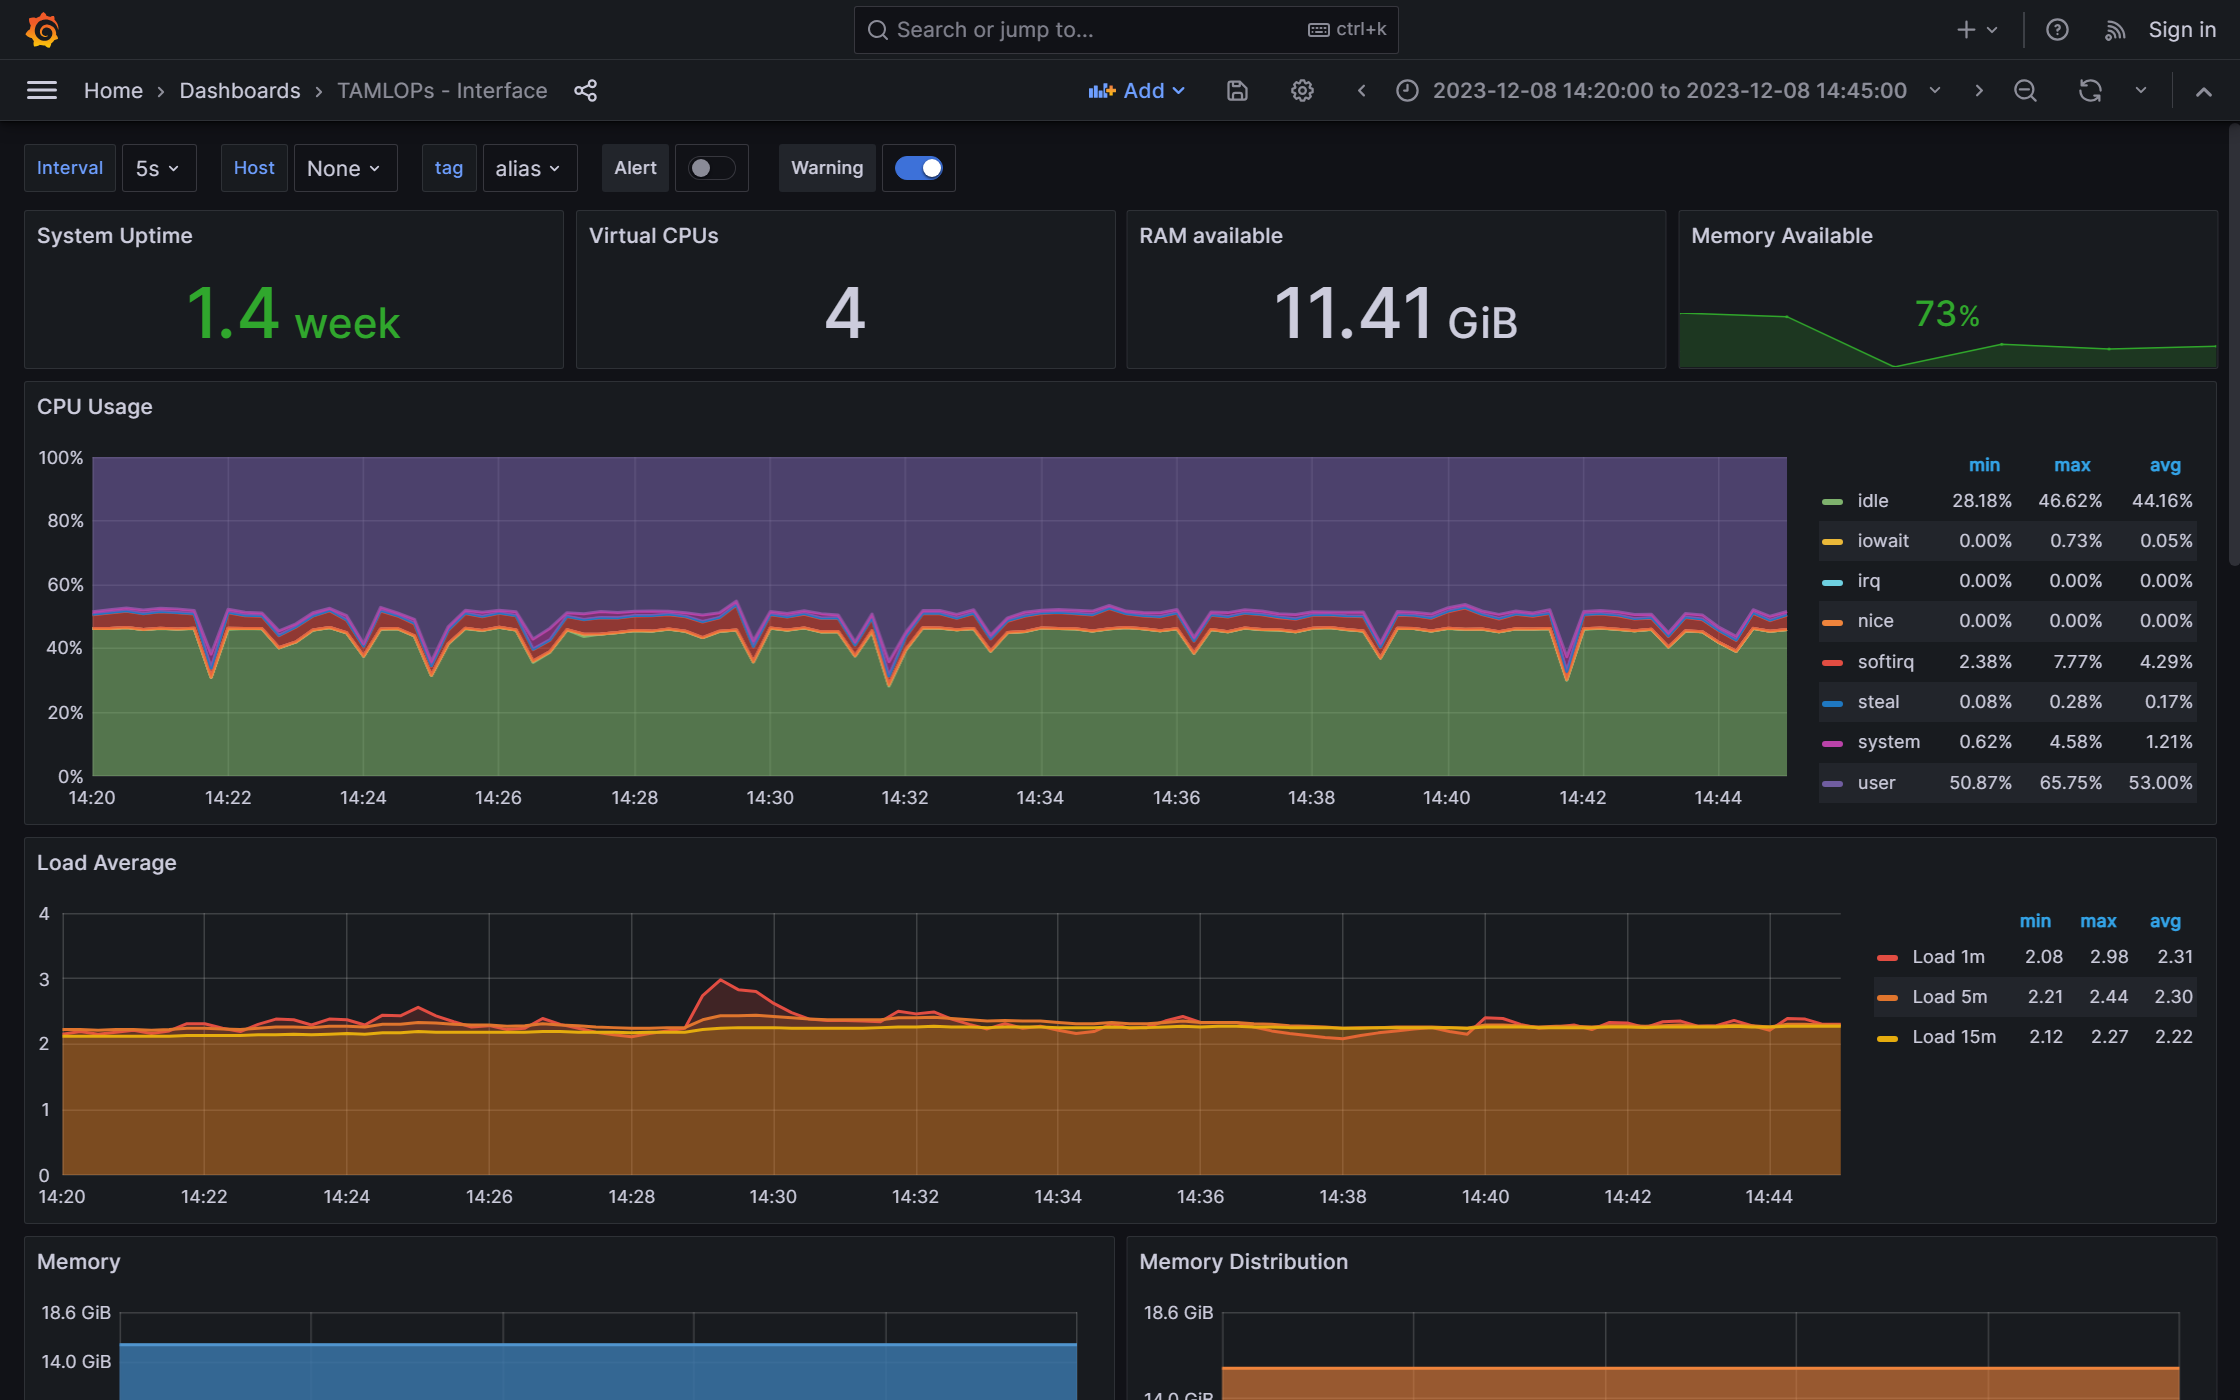 Search or jump to...
ctrl+k
Sign in
Home
Dashboards
TAMLOPs - Interface
Add
2023-12-08 14:20:00 to 2023-12-08 14:45:00
Interval
5s
Host
None
tag
alias
Alert
Warning
System Uptime
1.4 week
Virtual CPUs
4
RAM available
11.41 GiB
Memory Available
73%
CPU Usage
100%
80%
60%
40%
20%
0%
14:20 14:22 14:24 14:26 14:28 14:30 14:32 14:34 14:36 14:38 14:40 14:42 14:44
min max avg
idle 28.18% 46.62% 44.16%
iowait 0.00% 0.73% 0.05%
irq 0.00% 0.00% 0.00%
nice 0.00% 0.00% 0.00%
softirq 2.38% 7.77% 4.29%
steal 0.08% 0.28% 0.17%
system 0.62% 4.58% 1.21%
user 50.87% 65.75% 53.00%
Load Average
4
3
2
1
0
14:20 14:22 14:24 14:26 14:28 14:30 14:32 14:34 14:36 14:38 14:40 14:42 14:44
min max avg
Load 1m 2.08 2.98 2.31
Load 5m 2.21 2.44 2.30
Load 15m 2.12 2.27 2.22
Memory
18.6 GiB
14.0 GiB
Memory Distribution
18.6 GiB
14.0 GiB